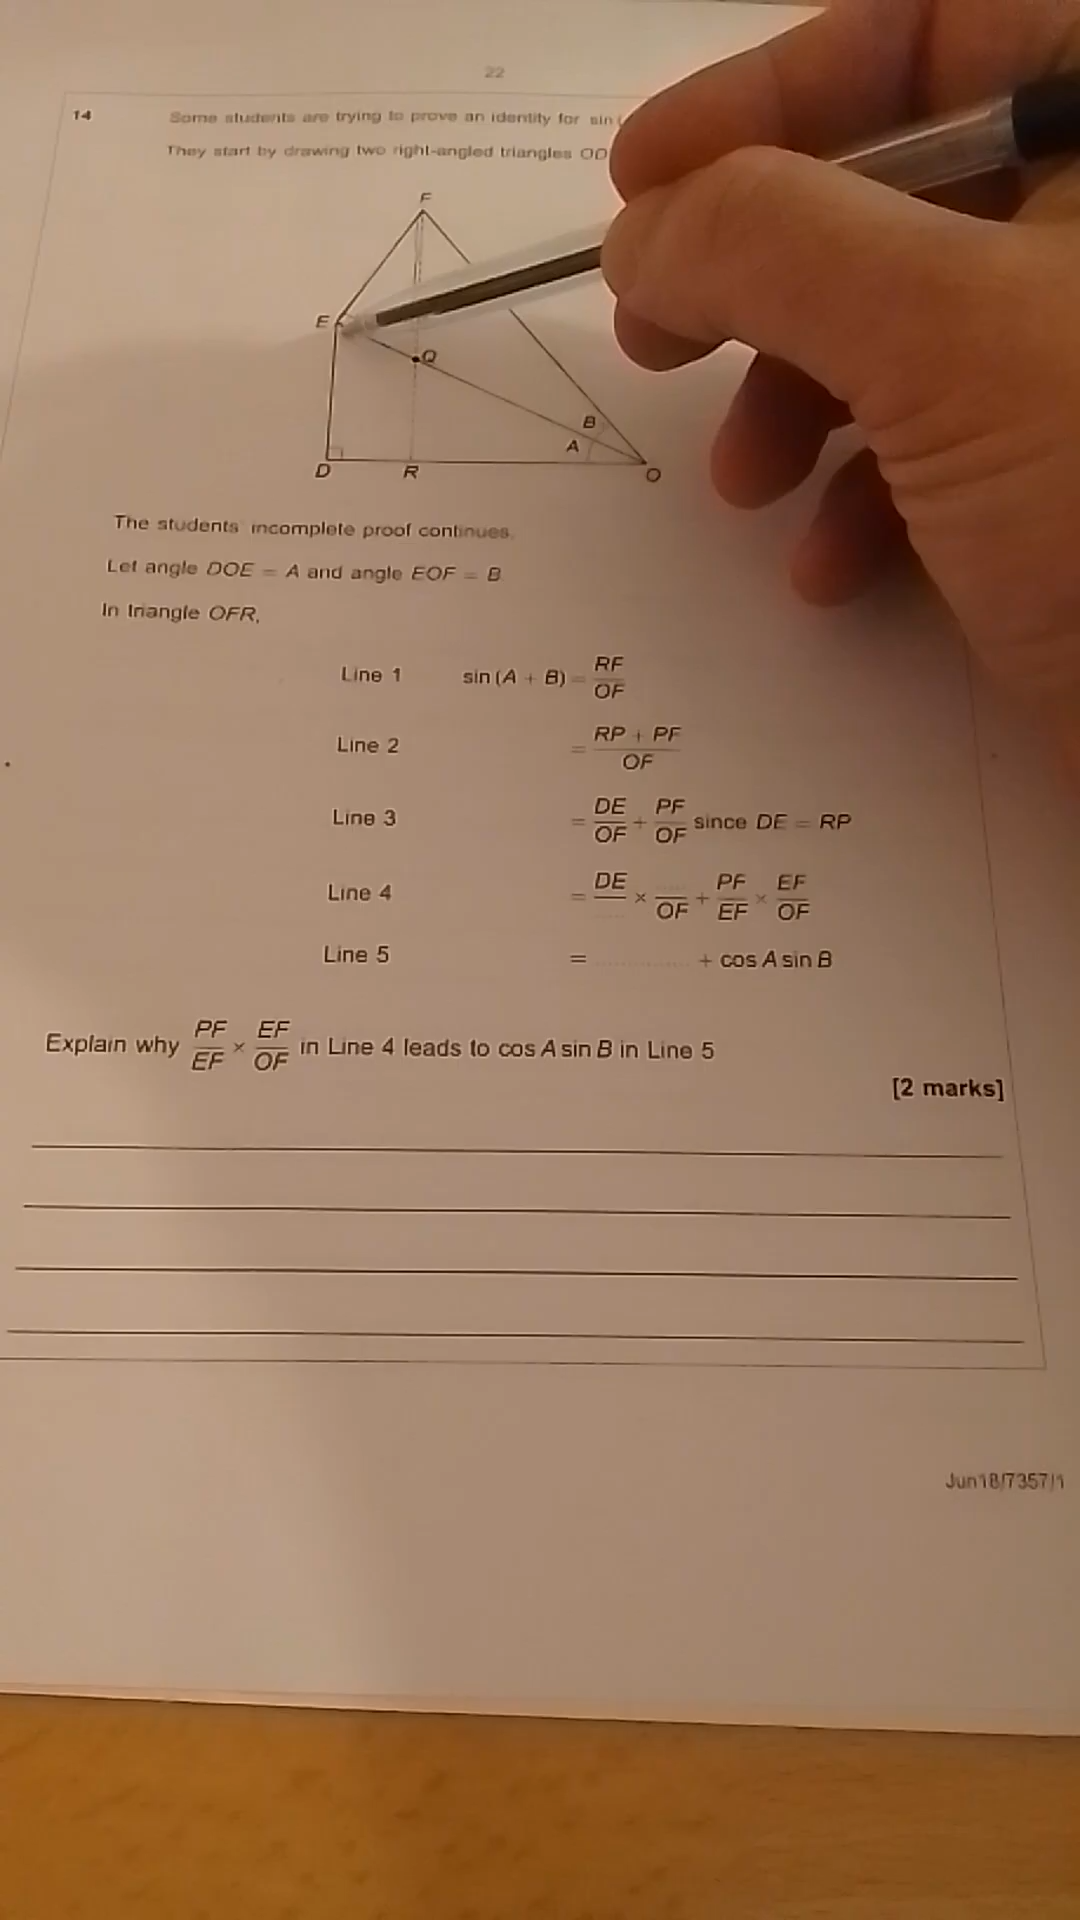 22
14 Some students are trying to prove an identity for sin
They start by drawing two right-angled triangles OD
F
E
Q
B
A
D R O
The students' incomplete proof continues.
Let angle DOE = A and angle EOF = B
In triangle OFR,
Line 1 sin (A + B) = RF/OF
Line 2 = (RP + PF)/OF
Line 3 = DE/OF + PF/OF since DE = RP
Line 4 = DE/...... × ....../OF + PF/EF × EF/OF
Line 5 = .............. + cos A sin B
Explain why PF/EF × EF/OF in Line 4 leads to cos A sin B in Line 5
[2 marks]
Jun18/7357/1